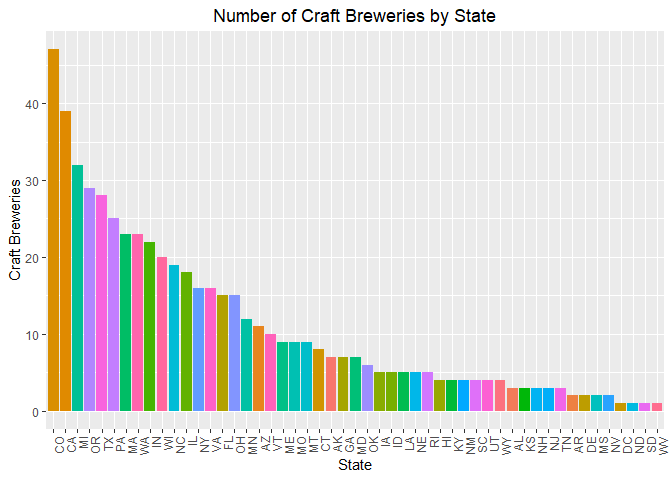 Number of Craft Breweries by State
Craft Breweries
40
30
20
10
0
CO CA MI OR TX PA MA WA IN WI NC IL NY VA FL OH MN AZ VT ME MO MT CT AK GA MD OK IA ID LA NE RI HI KY NM SC UT WY AL KS NH NJ TN AR DE MS NV DC ND SD WV
State